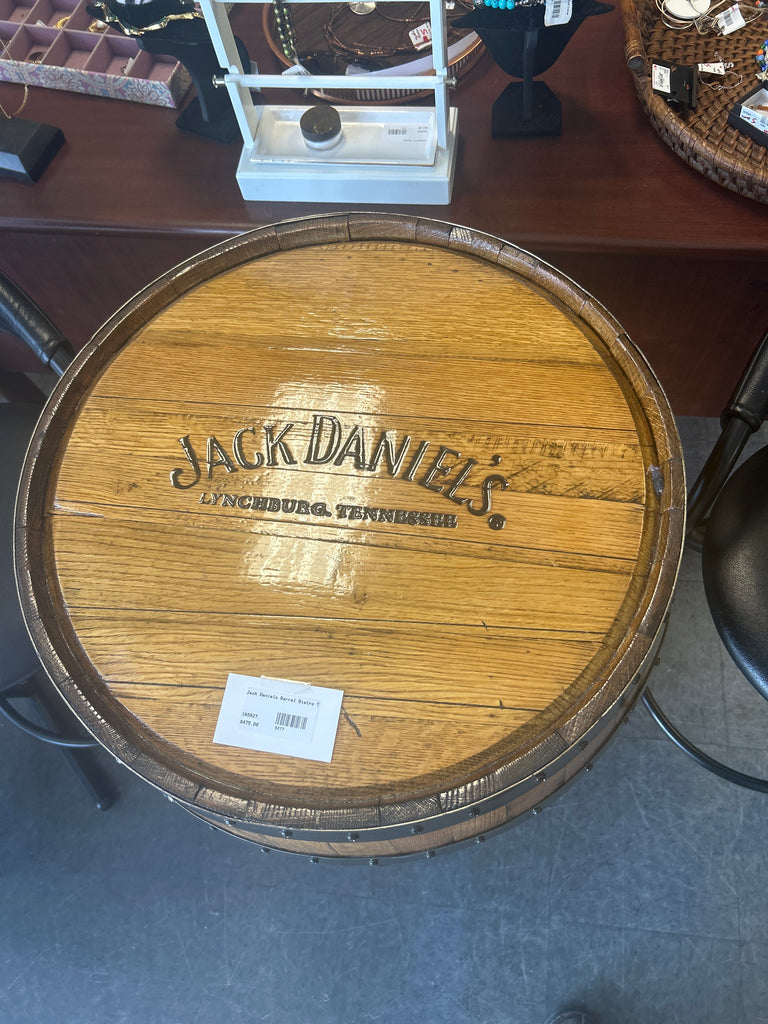 JACK DANIEL'S
LYNCHBURG, TENNESSEE
Jack Daniels Barrel Bistro
$475.00